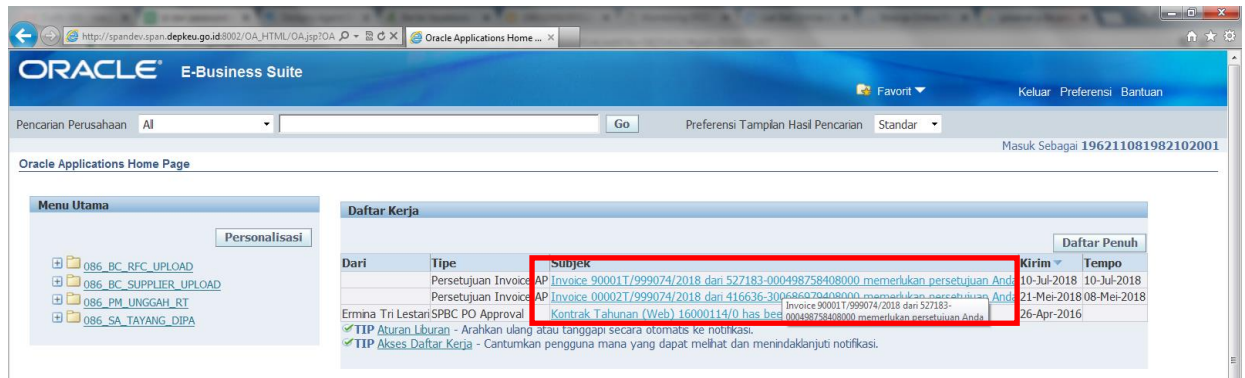 http://spandev.span.depkeu.go.id:8002/OA_HTML/OA.jsp?OA
Oracle Applications Home ...
ORACLE E-Business Suite
Favorit
Keluar Preferensi Bantuan
Pencarian Perusahaan All Go Preferensi Tampilan Hasil Pencarian Standar
Masuk Sebagai 196211081982102001
Oracle Applications Home Page
Menu Utama
Personalisasi
086_BC_RFC_UPLOAD
086_BC_SUPPLIER_UPLOAD
086_PM_UNGGAH_RT
086_SA_TAYANG_DIPA
Daftar Kerja
Daftar Penuh
Dari Tipe Subjek Kirim Tempo
Persetujuan Invoice AP Invoice 90001T/999074/2018 dari 527183-000498758408000 memerlukan persetujuan Anda 10-Jul-2018 10-Jul-2018
Persetujuan Invoice AP Invoice 00002T/999074/2018 dari 416636-300686979408000 memerlukan persetujuan Anda 21-Mei-2018 08-Mei-2018
Ermina Tri Lestari SPBC PO Approval Kontrak Tahunan (Web) 16000114/0 has bee 26-Apr-2016
Invoice 90001T/999074/2018 dari 527183-
000498758408000 memerlukan persetujuan Anda
TIP Aturan Liburan - Arahkan ulang atau tanggapi secara otomatis ke notifikasi.
TIP Akses Daftar Kerja - Cantumkan pengguna mana yang dapat melihat dan menindaklanjuti notifikasi.